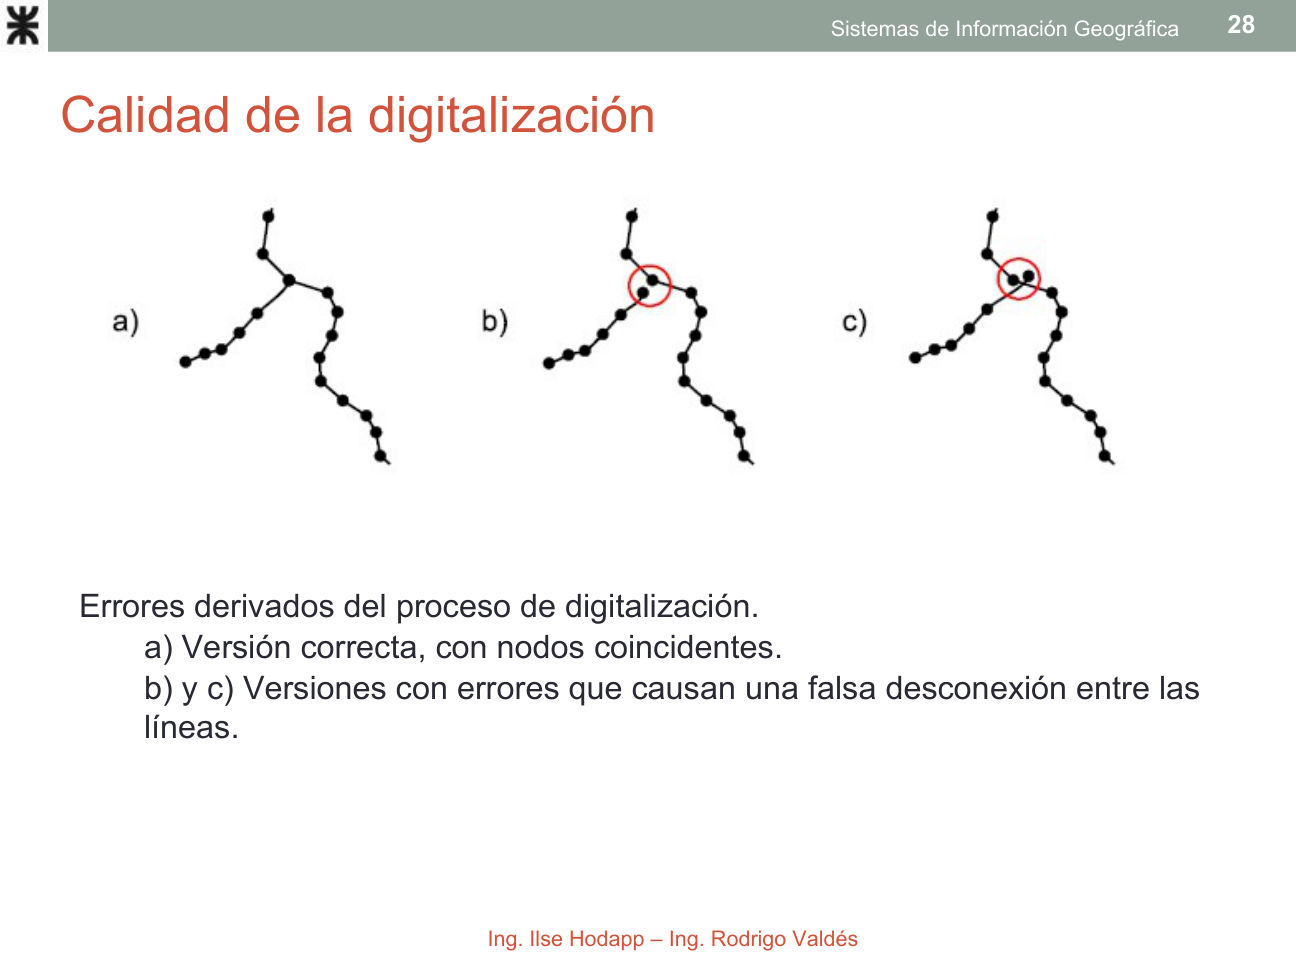 Sistemas de Información Geográfica 28
Calidad de la digitalización
a) b) c)
Errores derivados del proceso de digitalización.
a) Versión correcta, con nodos coincidentes.
b) y c) Versiones con errores que causan una falsa desconexión entre las
líneas.
Ing. Ilse Hodapp – Ing. Rodrigo Valdés